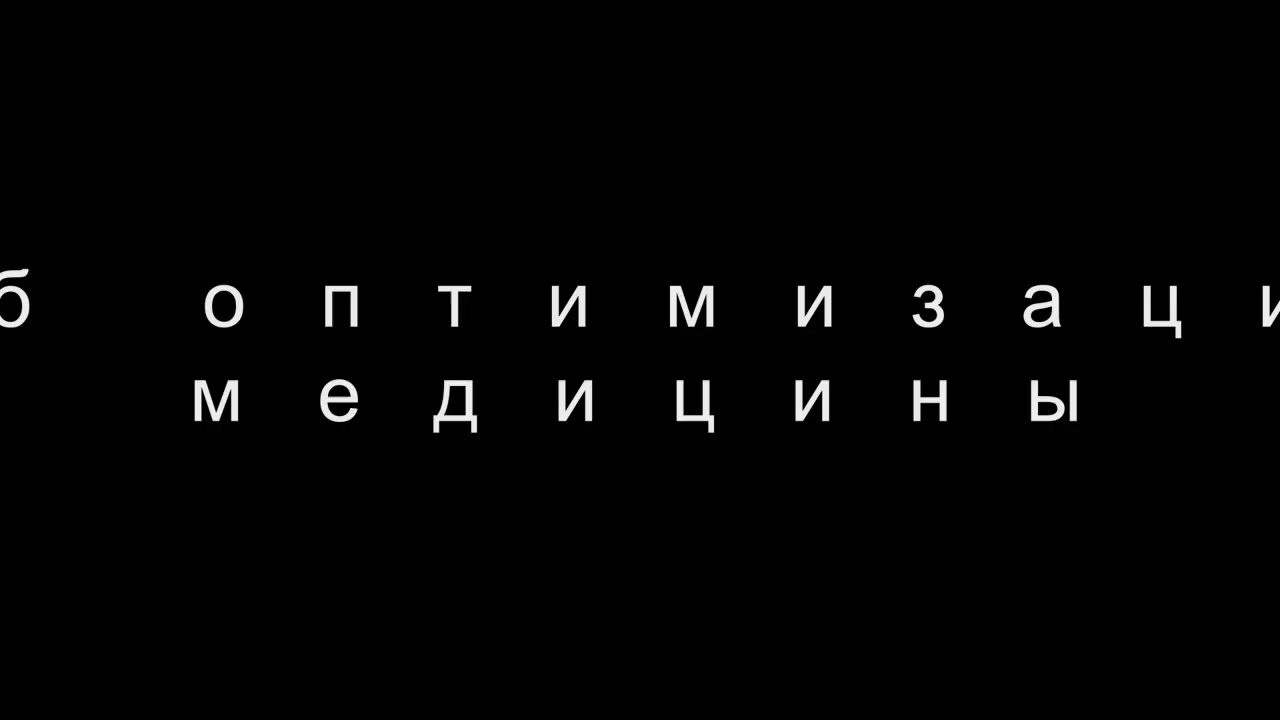 б оптимизаци
медицины